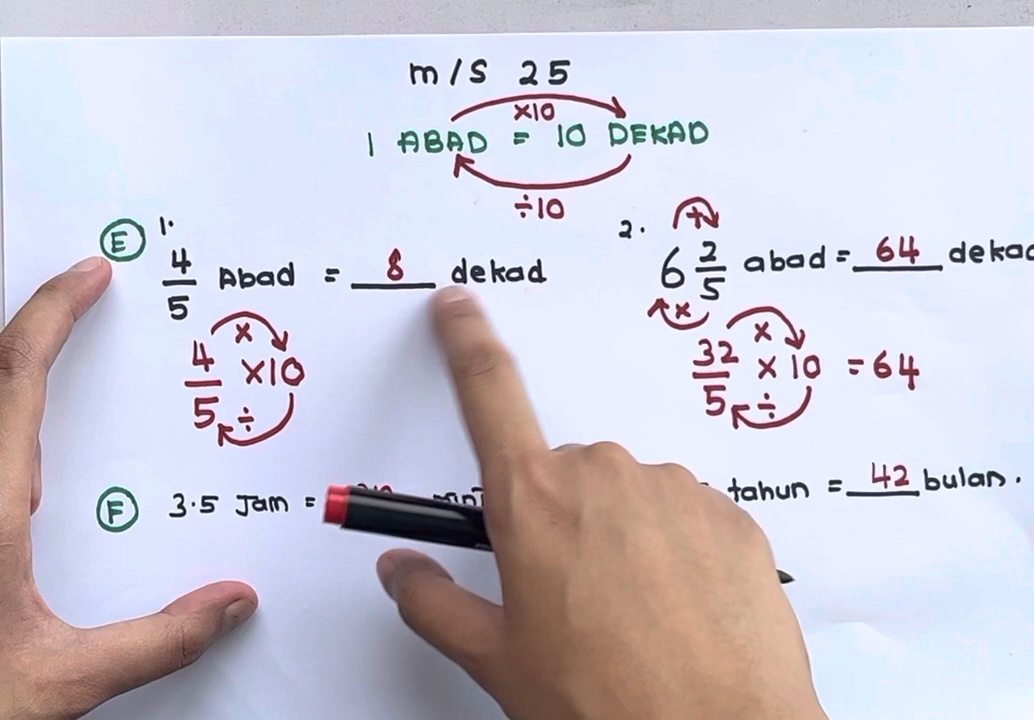 m/s 25
×10
1 ABAD = 10 DEKAD
÷10
E 1. 4/5 Abad = 8 dekad
4/5 ×10
×
÷
2. 6 2/5 abad = 64 dekad
+
×
32/5 × 10 = 64
×
÷
F 3.5 Jam =
tahun = 42 bulan.